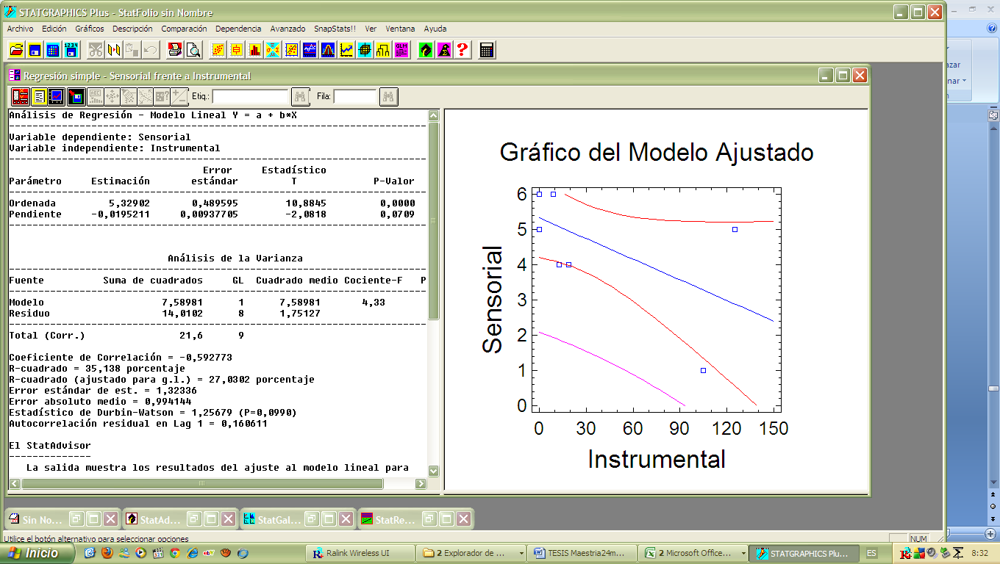 STATGRAPHICS Plus - StatFolio sin Nombre
Archivo Edición Gráficos Descripción Comparación Dependencia Avanzado SnapStats!! Ver Ventana Ayuda
Regresión simple - Sensorial frente a Instrumental
Etiq.: Fila:
Análisis de Regresión - Modelo Lineal Y = a + b*X
Variable dependiente: Sensorial
Variable independiente: Instrumental
Error Estadístico
Parámetro Estimación estándar T P-Valor
Ordenada 5,32902 0,489595 10,8845 0,0000
Pendiente -0,0195211 0,00937705 -2,0818 0,0709
Análisis de la Varianza
Fuente Suma de cuadrados GL Cuadrado medio Cociente-F P
Modelo 7,58981 1 7,58981 4,33
Residuo 14,0102 8 1,75127
Total (Corr.) 21,6 9
Coeficiente de Correlación = -0,592773
R-cuadrado = 35,138 porcentaje
R-cuadrado (ajustado para g.l.) = 27,0302 porcentaje
Error estándar de est. = 1,32336
Error absoluto medio = 0,994144
Estadístico de Durbin-Watson = 1,25679 (P=0,0990)
Autocorrelación residual en Lag 1 = 0,160611
El StatAdvisor
La salida muestra los resultados del ajuste al modelo lineal para
Gráfico del Modelo Ajustado
Sensorial
6
5
4
3
2
1
0
0 30 60 90 120 150
Instrumental
azar
nar
Sin No... StatAd... StatGal... StatRe...
Utilice el botón alternativo para seleccionar opciones
NUM
Inicio Ralink Wireless UI 2 Explorador de ... TESIS Maestria24m... 2 Microsoft Office... STATGRAPHICS Plus... ES 8:32